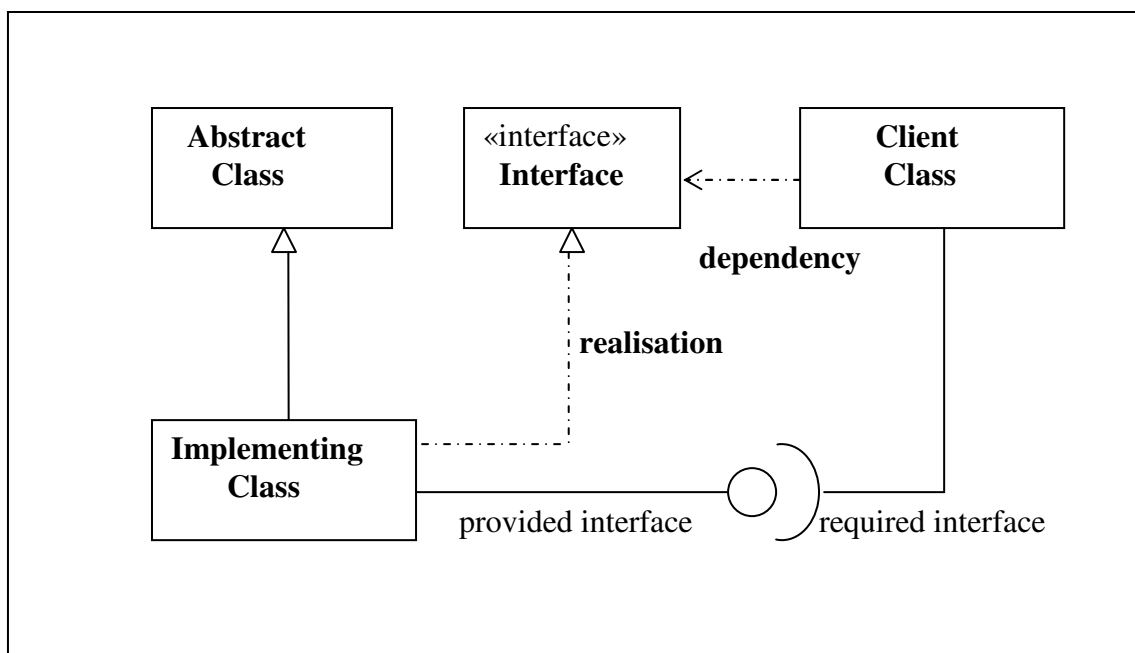 Abstract
Class
«interface»
Interface
Client
Class
dependency
realisation
Implementing
Class
provided interface
required interface